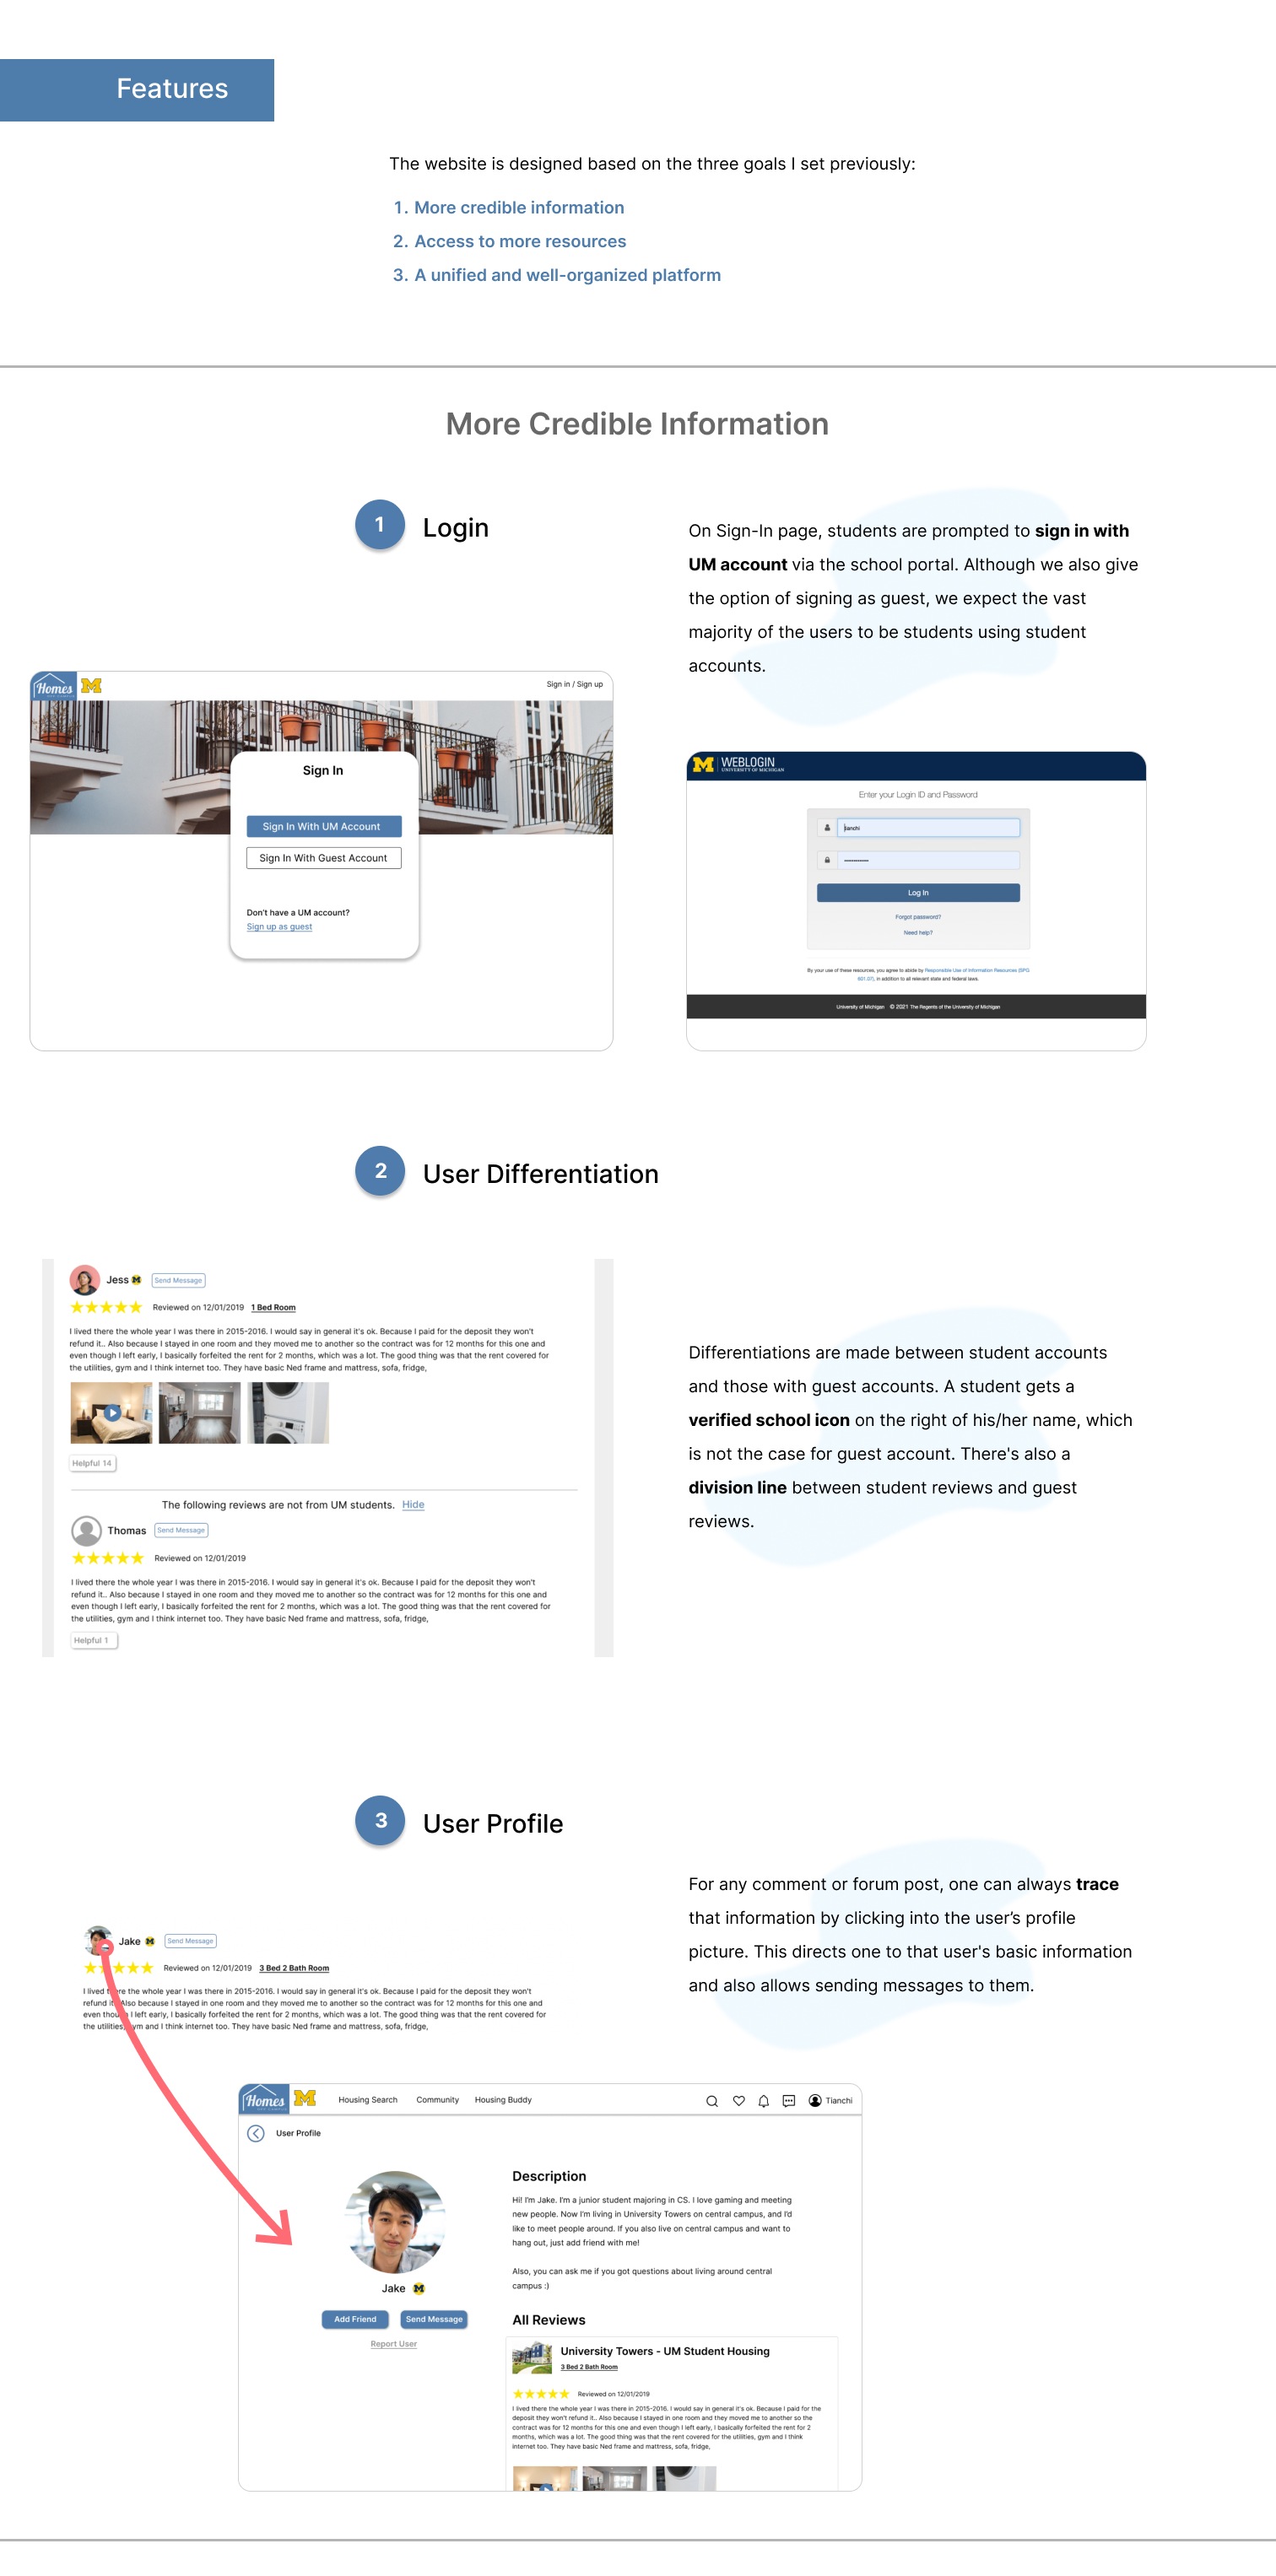 Features
The website is designed based on the three goals I set previously:
1. More credible information
2. Access to more resources
3. A unified and well-organized platform
More Credible Information
1 Login
On Sign-In page, students are prompted to sign in with
UM account via the school portal. Although we also give
the option of signing as guest, we expect the vast
majority of the users to be students using student
accounts.
Homes M
Sign in / Sign up
Sign In
Sign In With UM Account
Sign In With Guest Account
Don't have a UM account?
Sign up as guest
M WEBLOGIN
UNIVERSITY OF MICHIGAN
Enter your Login ID and Password
tianchi
Log In
Forgot password?
Need help?
By your use of these resources, you agree to abide by Responsible Use of Information Resources (SPG
601.07), in addition to all relevant state and federal laws.
University of Michigan © 2021 The Regents of the University of Michigan
2 User Differentiation
Jess M Send Message
Reviewed on 12/01/2019 1 Bed Room
I lived there the whole year I was there in 2015-2016. I would say in general it's ok. Because I paid for the deposit they won't
refund it.. Also because I stayed in one room and they moved me to another so the contract was for 12 months for this one and
even though I left early, I basically forfeited the rent for 2 months, which was a lot. The good thing was that the rent covered for
the utilities, gym and I think internet too. They have basic Ned frame and mattress, sofa, fridge,
Helpful 14
The following reviews are not from UM students. Hide
Thomas Send Message
Reviewed on 12/01/2019
I lived there the whole year I was there in 2015-2016. I would say in general it's ok. Because I paid for the deposit they won't
refund it.. Also because I stayed in one room and they moved me to another so the contract was for 12 months for this one and
even though I left early, I basically forfeited the rent for 2 months, which was a lot. The good thing was that the rent covered for
the utilities, gym and I think internet too. They have basic Ned frame and mattress, sofa, fridge,
Helpful 1
Differentiations are made between student accounts
and those with guest accounts. A student gets a
verified school icon on the right of his/her name, which
is not the case for guest account. There's also a
division line between student reviews and guest
reviews.
3 User Profile
For any comment or forum post, one can always trace
that information by clicking into the user's profile
picture. This directs one to that user's basic information
and also allows sending messages to them.
Jake M Send Message
Reviewed on 12/01/2019 3 Bed 2 Bath Room
I lived there the whole year I was there in 2015-2016. I would say in general it's ok. Because I paid for the deposit they won't
refund it.. Also because I stayed in one room and they moved me to another so the contract was for 12 months for this one and
even though I left early, I basically forfeited the rent for 2 months, which was a lot. The good thing was that the rent covered for
the utilities, gym and I think internet too. They have basic Ned frame and mattress, sofa, fridge,
Homes M Housing Search Community Housing Buddy Tianchi
User Profile
Jake M
Add Friend Send Message
Report User
Description
Hi! I'm Jake. I'm a junior student majoring in CS. I love gaming and meeting
new people. Now I'm living in University Towers on central campus, and I'd
like to meet people around. If you also live on central campus and want to
hang out, just add friend with me!
Also, you can ask me if you got questions about living around central
campus :)
All Reviews
University Towers - UM Student Housing
3 Bed 2 Bath Room
Reviewed on 12/01/2019
I lived there the whole year I was there in 2015-2016. I would say in general it's ok. Because I paid for the
deposit they won't refund it.. Also because I stayed in one room and they moved me to another so the
contract was for 12 months for this one and even though I left early, I basically forfeited the rent for 2
months, which was a lot. The good thing was that the rent covered for the utilities, gym and I think
internet too. They have basic Ned frame and mattress, sofa, fridge,